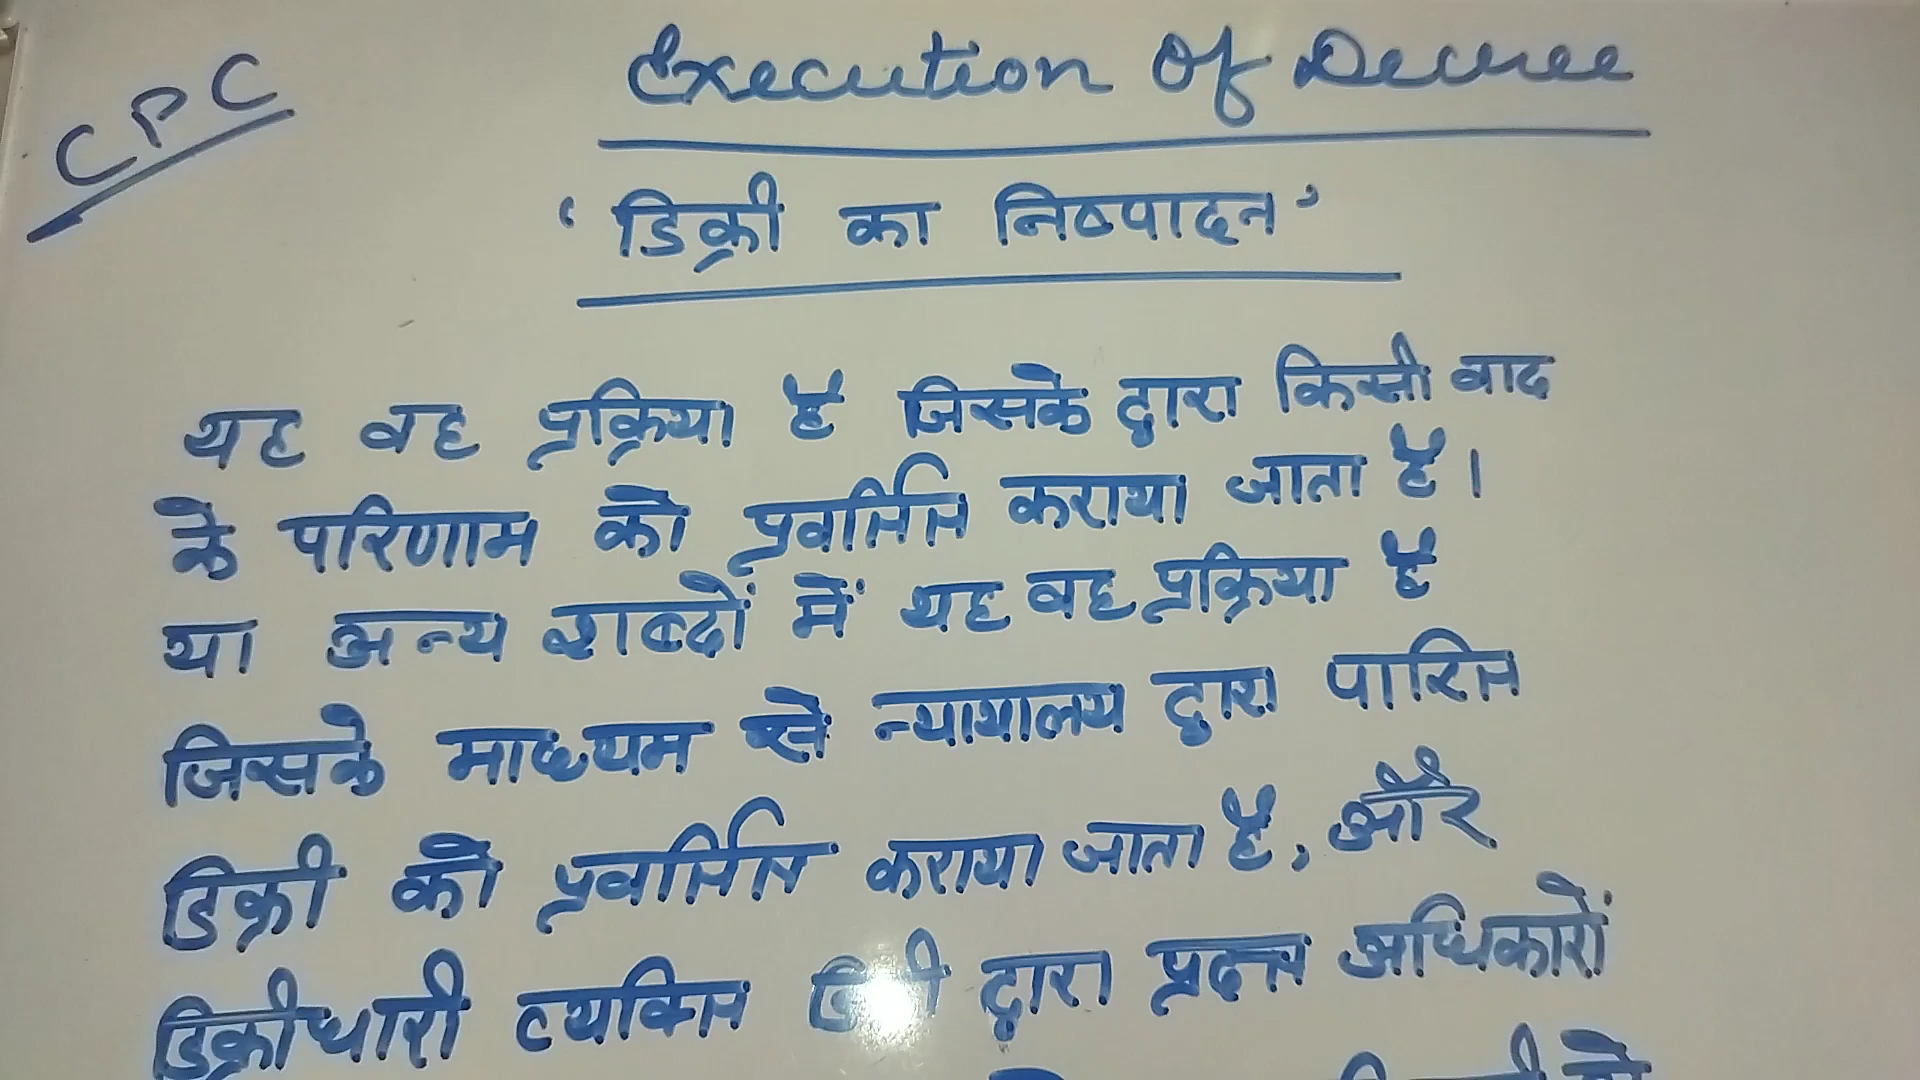 CPC
Execution Of Decree
' डिक्री का निष्पादन '
यह वह प्रक्रिया है जिसके द्वारा किसी वाद
के परिणाम को प्रवर्तित कराया जाता है।
या अन्य शब्दों में यह वह प्रक्रिया है
जिसके माध्यम से न्यायालय द्वारा पारित
डिक्री को प्रवर्तित कराया जाता है, और
डिक्रीधारी व्यक्ति द्वारा प्रदत्त अधिकारों